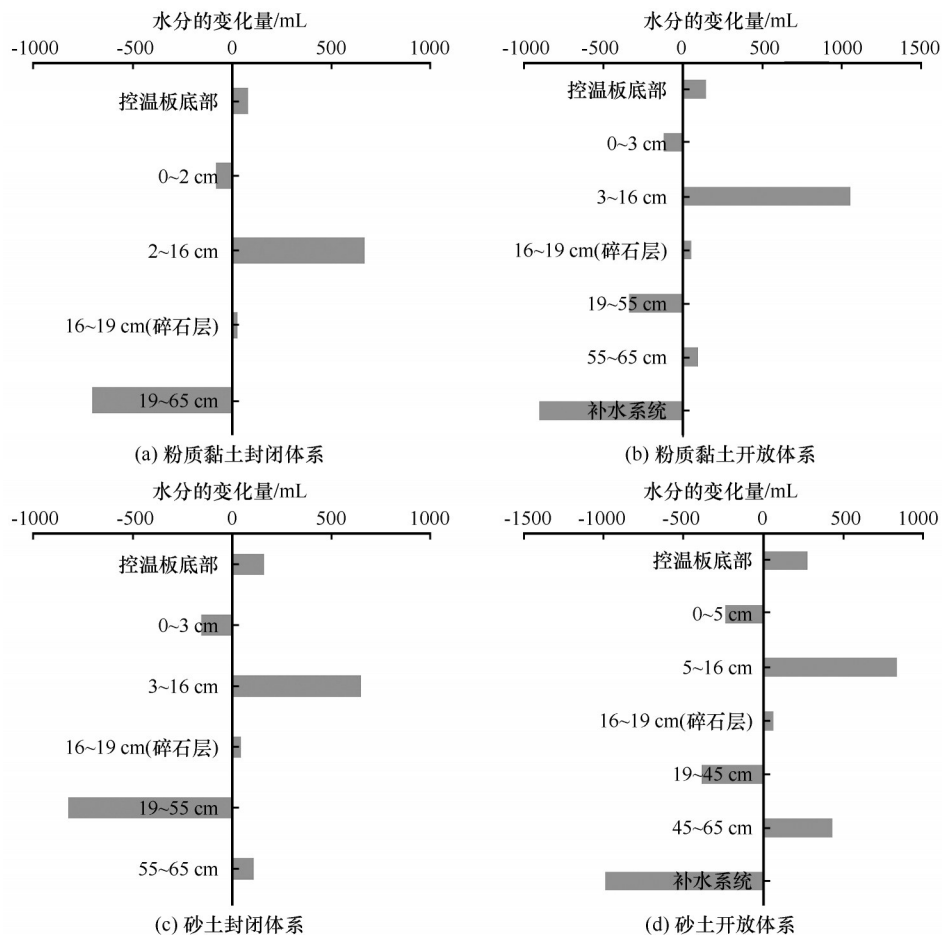 水分的变化量/mL
-1000 -500 0 500 1000
控温板底部
0~2 cm
2~16 cm
16~19 cm(碎石层)
19~65 cm
(a) 粉质黏土封闭体系
水分的变化量/mL
-1000 -500 0 500 1000 1500
控温板底部
0~3 cm
3~16 cm
16~19 cm(碎石层)
19~55 cm
55~65 cm
补水系统
(b) 粉质黏土开放体系
水分的变化量/mL
-1000 -500 0 500 1000
控温板底部
0~3 cm
3~16 cm
16~19 cm(碎石层)
19~55 cm
55~65 cm
(c) 砂土封闭体系
水分的变化量/mL
-1500 -1000 -500 0 500 1000
控温板底部
0~5 cm
5~16 cm
16~19 cm(碎石层)
19~45 cm
45~65 cm
补水系统
(d) 砂土开放体系